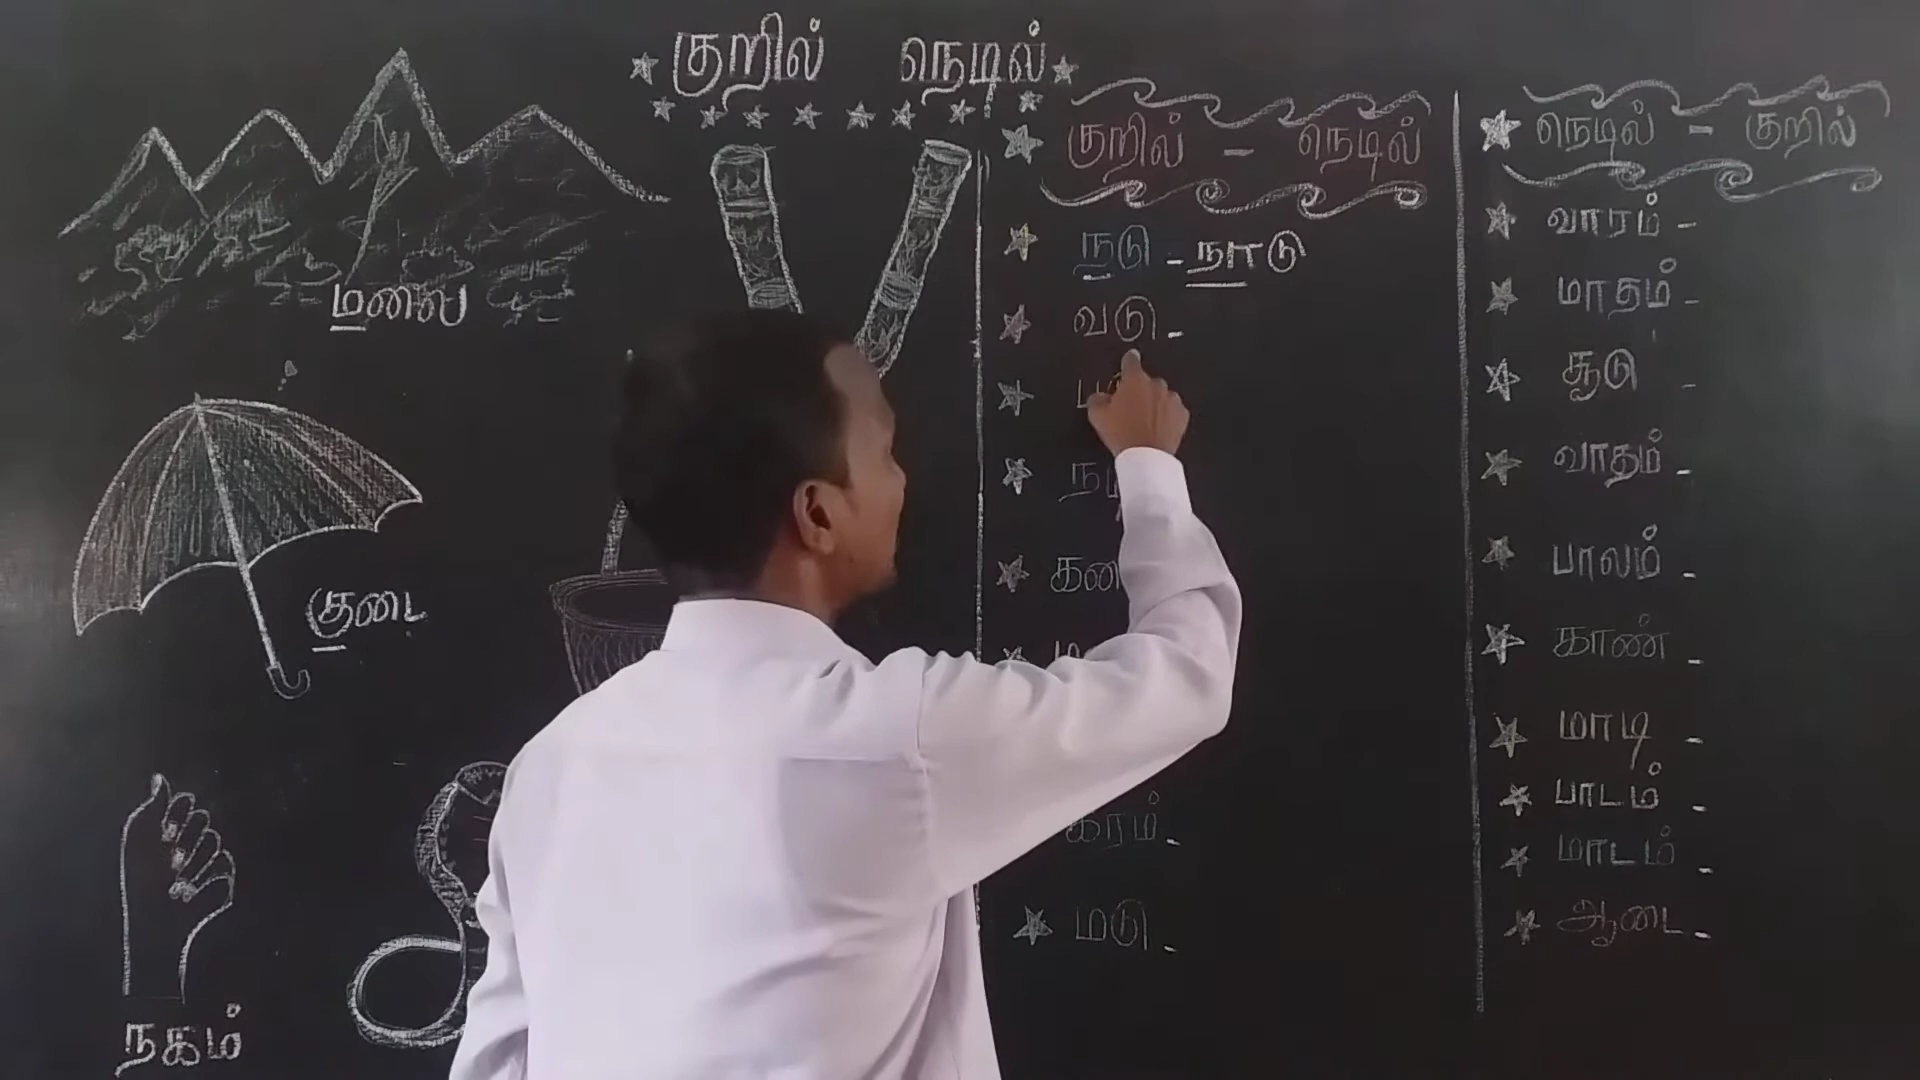 குறில் நெடில்
மலை
குடை
நகம்
குறில் - நெடில்
நடு - நாடு
வடு -
கரம் -
மடு -
நெடில் - குறில்
வாரம் -
மாதம் -
சூடு -
வாதம் -
பாலம் -
காண் -
மாடி -
பாடம் -
மாடம் -
ஆடை -